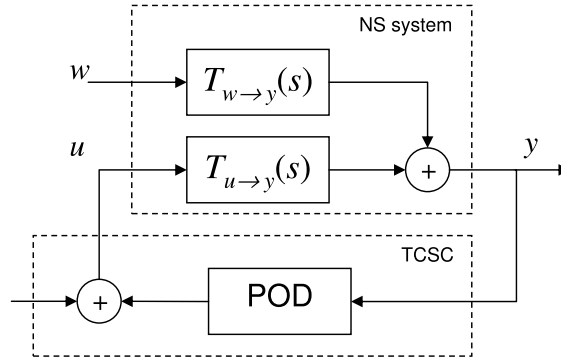 NS system
w
T_{w→y}(s)
u
T_{u→y}(s)
+
y
TCSC
+
POD